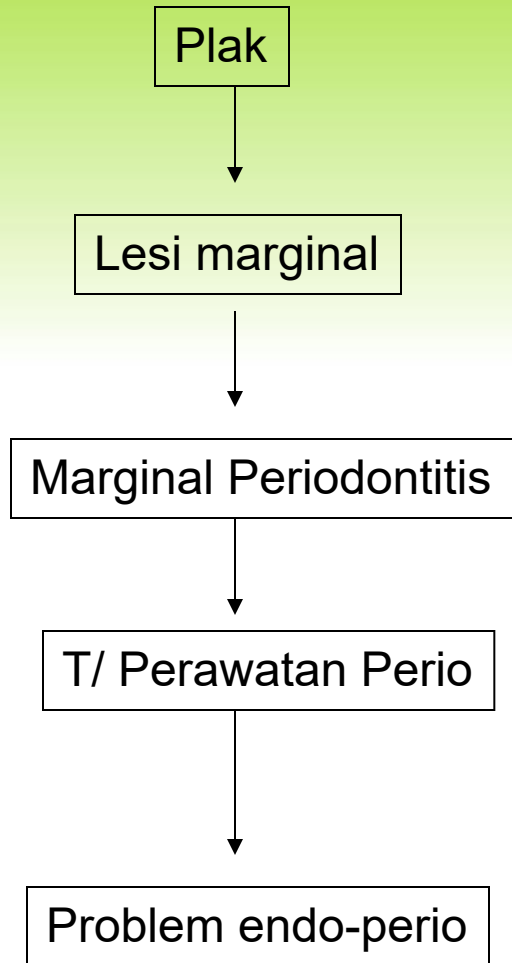 Plak
Lesi marginal
Marginal Periodontitis
T/ Perawatan Perio
Problem endo-perio